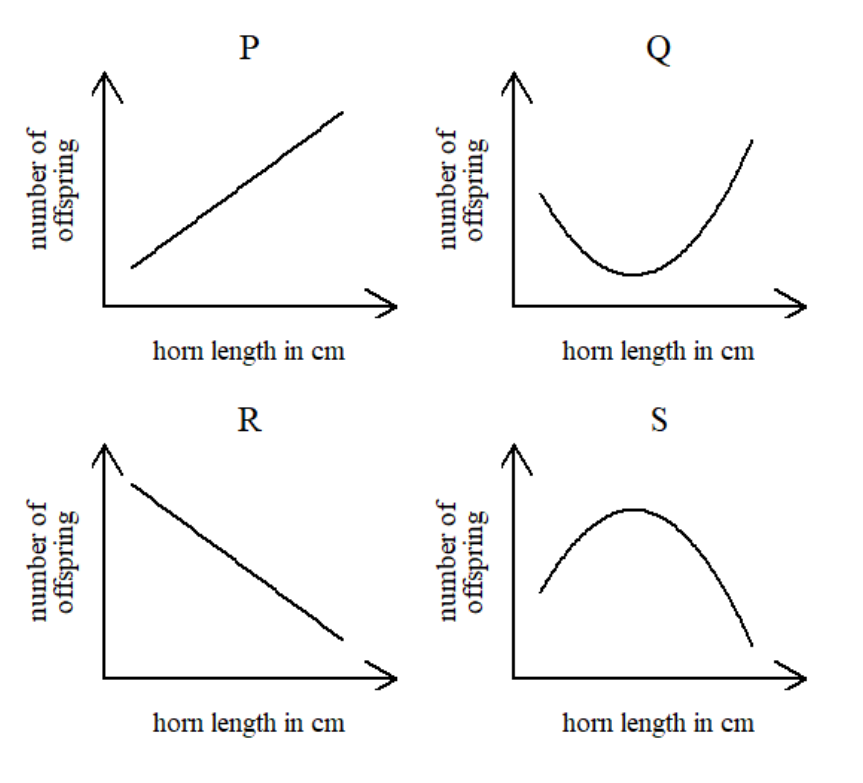 P
number of
offspring
horn length in cm
Q
number of
offspring
horn length in cm
R
number of
offspring
horn length in cm
S
number of
offspring
horn length in cm